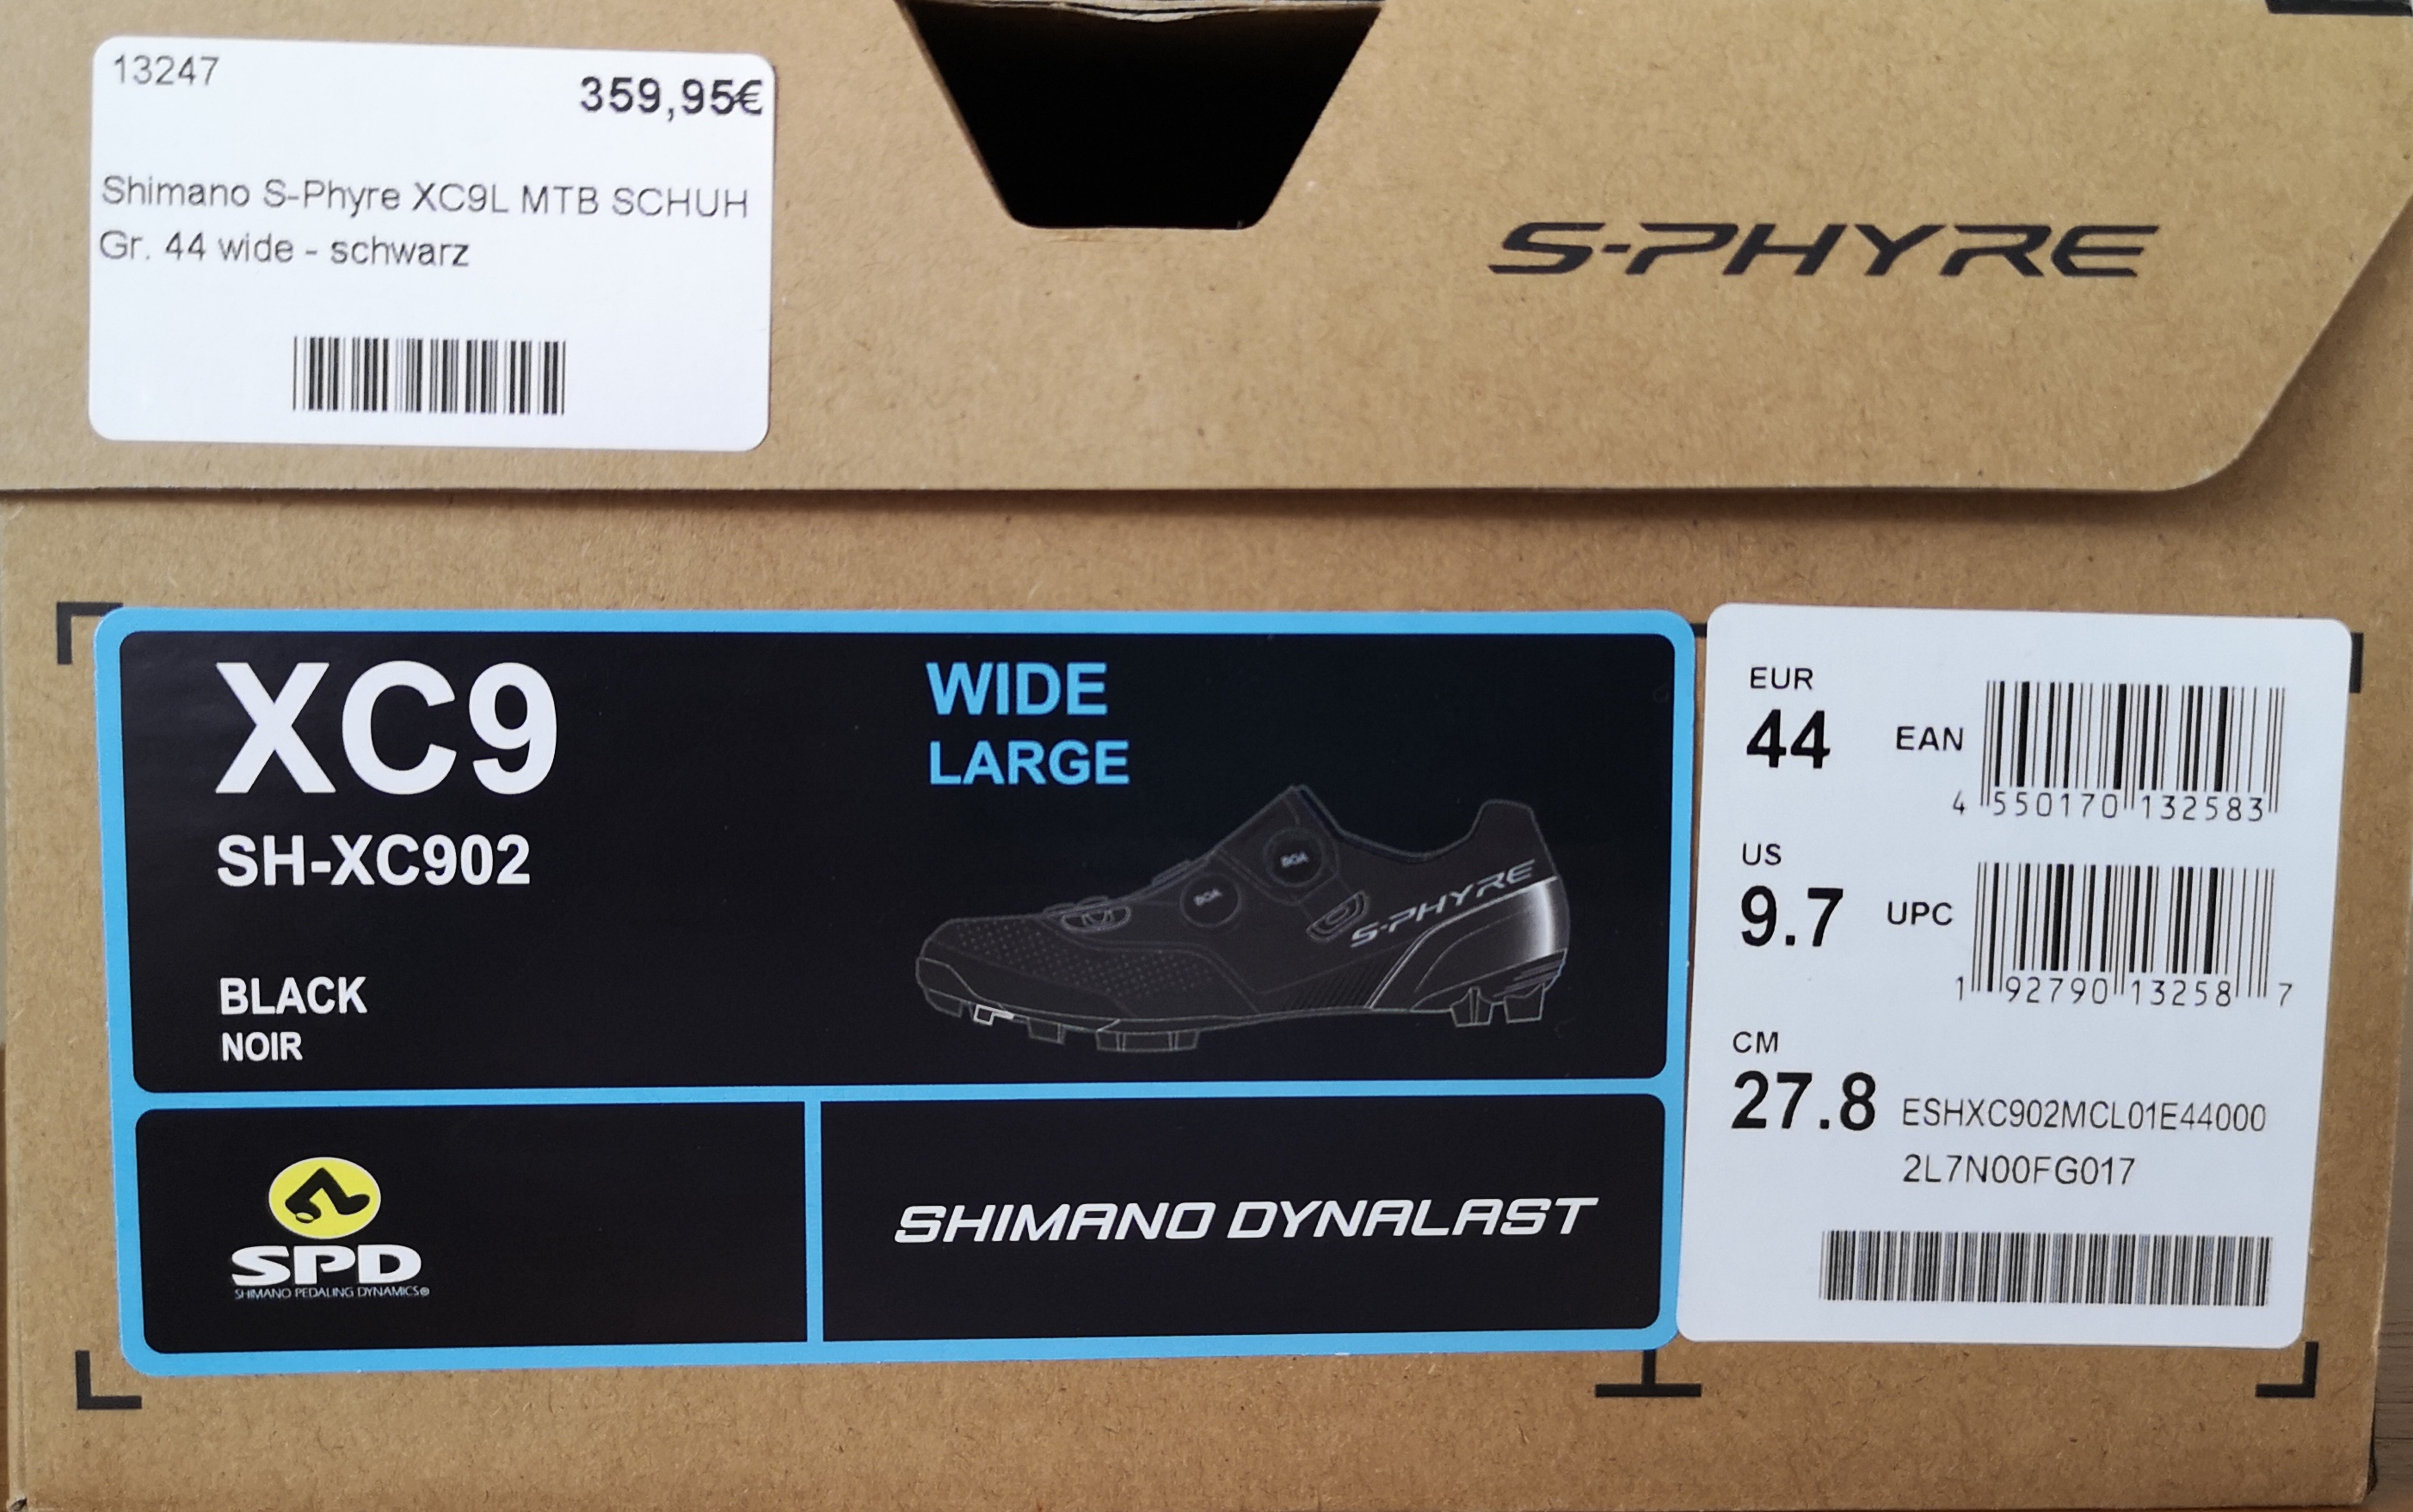 13247
359,95€
Shimano S-Phyre XC9L MTB SCHUH
Gr. 44 wide - schwarz
S-PHYRE
XC9
SH-XC902
BLACK
NOIR
WIDE
LARGE
BOA
BOA
S-PHYRE
SPD
SHIMANO PEDALING DYNAMICS®
SHIMANO DYNALAST
EUR
44
EAN
4 550170 132583
US
9.7
UPC
1 92790 13258 7
CM
27.8
ESHXC902MCL01E44000
2L7N00FG017